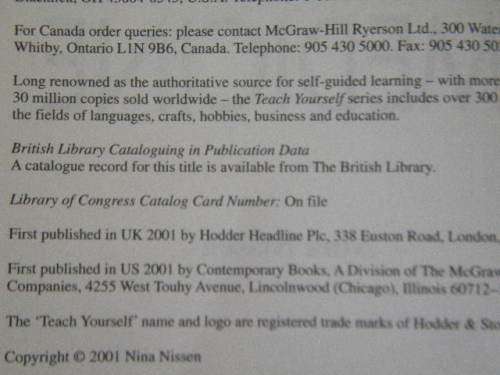 For Canada order queries: please contact McGraw-Hill Ryerson Ltd., 300
Whitby, Ontario L1N 9B6, Canada. Telephone: 905 430 5000. Fax: 905 430
Long renowned as the authoritative source for self-guided learning – with more
30 million copies sold worldwide – the Teach Yourself series includes over 300
the fields of languages, crafts, hobbies, business and education.
British Library Cataloguing in Publication Data
A catalogue record for this title is available from The British Library.
Library of Congress Catalog Card Number: On file
First published in UK 2001 by Hodder Headline Plc, 338 Euston Road, London,
First published in US 2001 by Contemporary Books, A Division of The
Companies, 4255 West Touhy Avenue, Lincolnwood (Chicago), Illinois 60712–
The ‘Teach Yourself’ name and logo are registered trade marks of Hodder &
Copyright © 2001 Nina Nissen